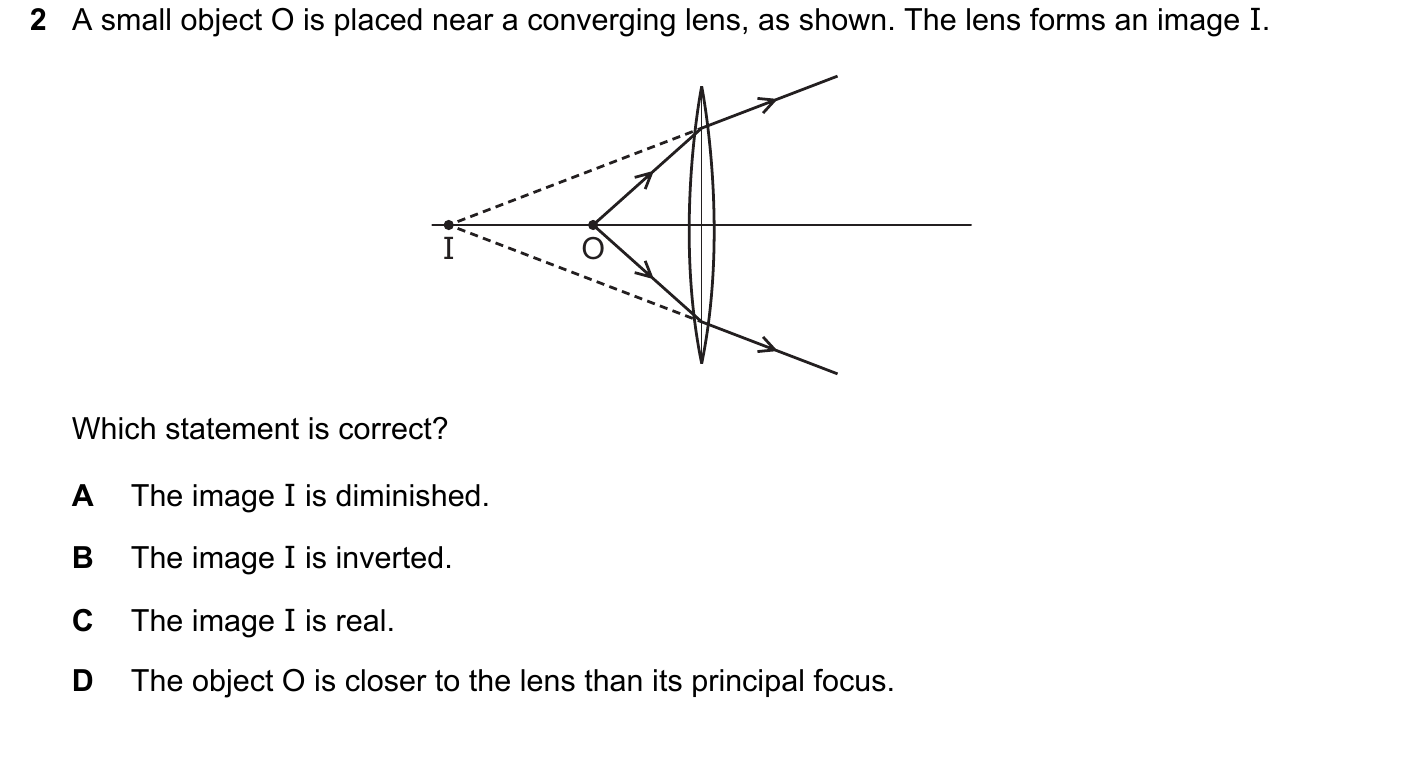 2 A small object O is placed near a converging lens, as shown. The lens forms an image I.
I
O
Which statement is correct?
A The image I is diminished.
B The image I is inverted.
C The image I is real.
D The object O is closer to the lens than its principal focus.